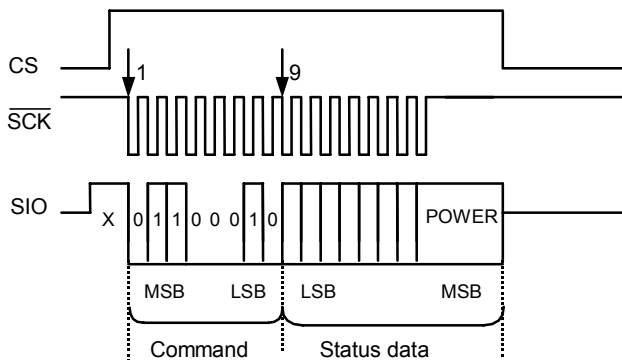 CS
1 9
SCK
SIO
X 0 1 1 0 0 0 1 0 POWER
MSB LSB LSB MSB
Command Status data